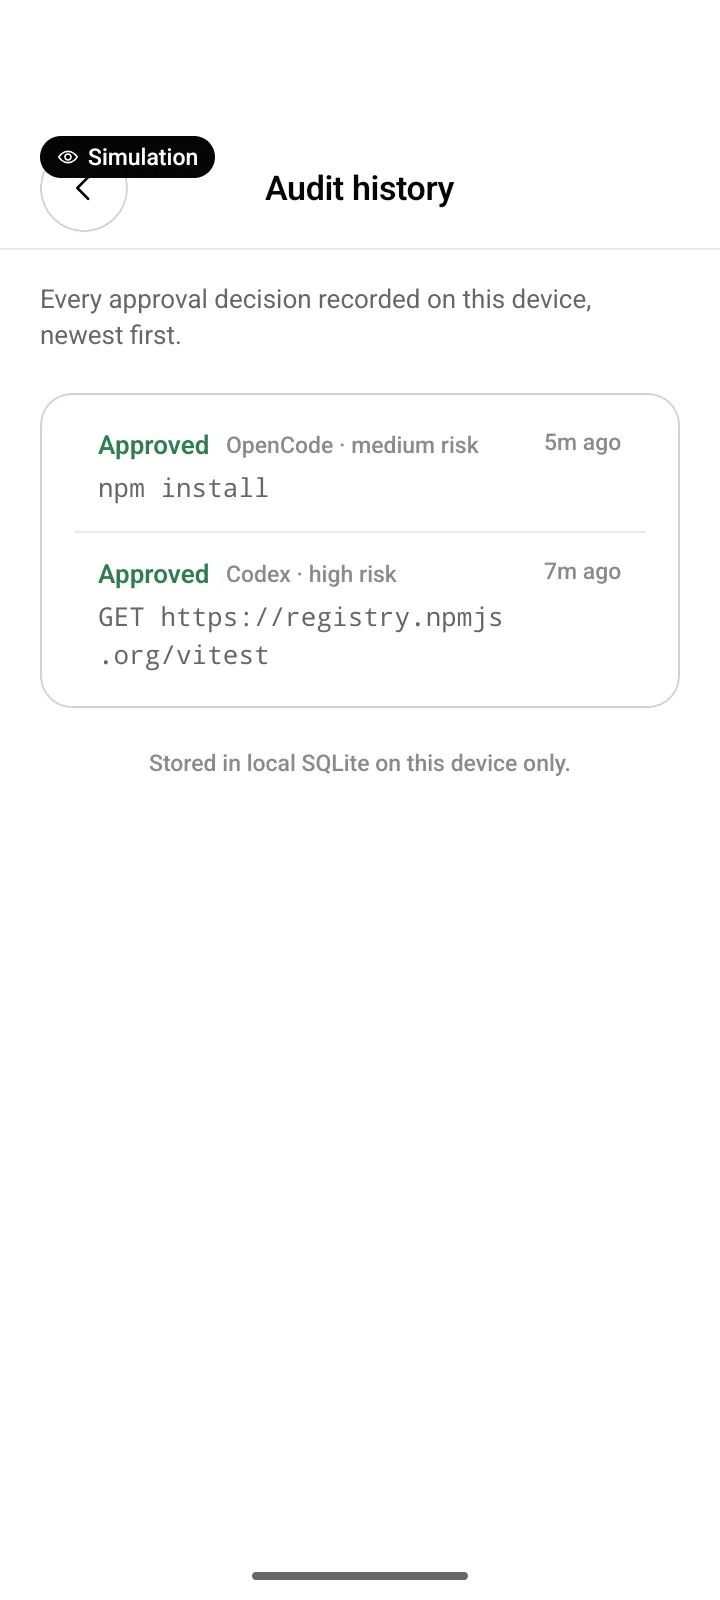 Simulation
Audit history
Every approval decision recorded on this device,
newest first.
Approved OpenCode · medium risk 5m ago
npm install
Approved Codex · high risk 7m ago
GET https://registry.npmjs
.org/vitest
Stored in local SQLite on this device only.